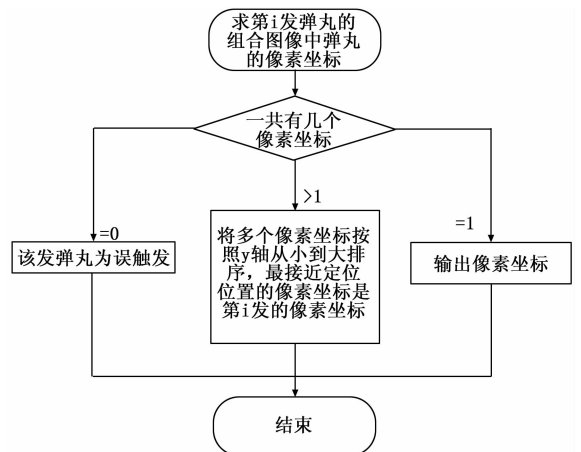 求第i发弹丸的
组合图像中弹丸
的像素坐标
一共有几个
像素坐标
>1
=0
=1
该发弹丸为误触发
将多个像素坐标按
照y轴从小到大排
序，最接近定位
位置的像素坐标是
第i发的像素坐标
输出像素坐标
结束